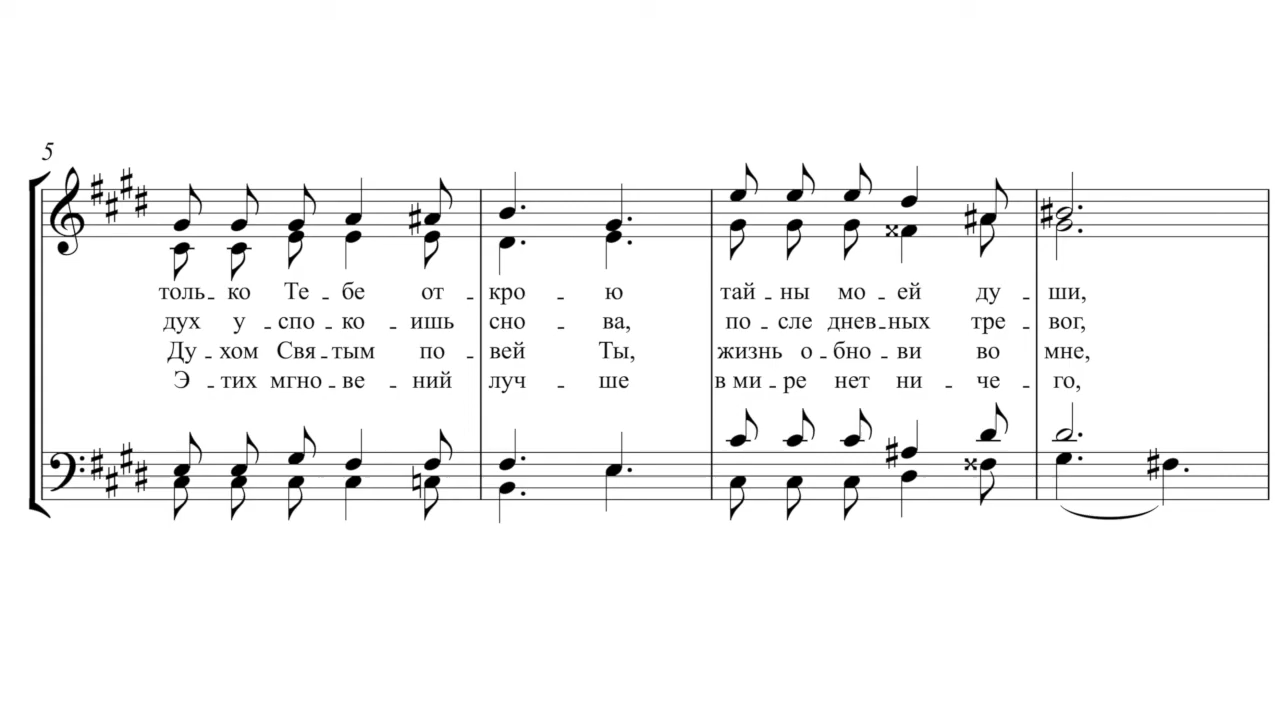 5
толь - ко Те - бе от - кро - ю тай - ны мо - ей ду - ши,
дух у - спо - ко - ишь сно - ва, по - сле днев - ных тре - вог,
Ду - хом Свя - тым по - вей Ты, жизнь о - бно - ви во мне,
Э - тих мгно - ве - ний луч - ше в ми - ре нет ни - че - го,